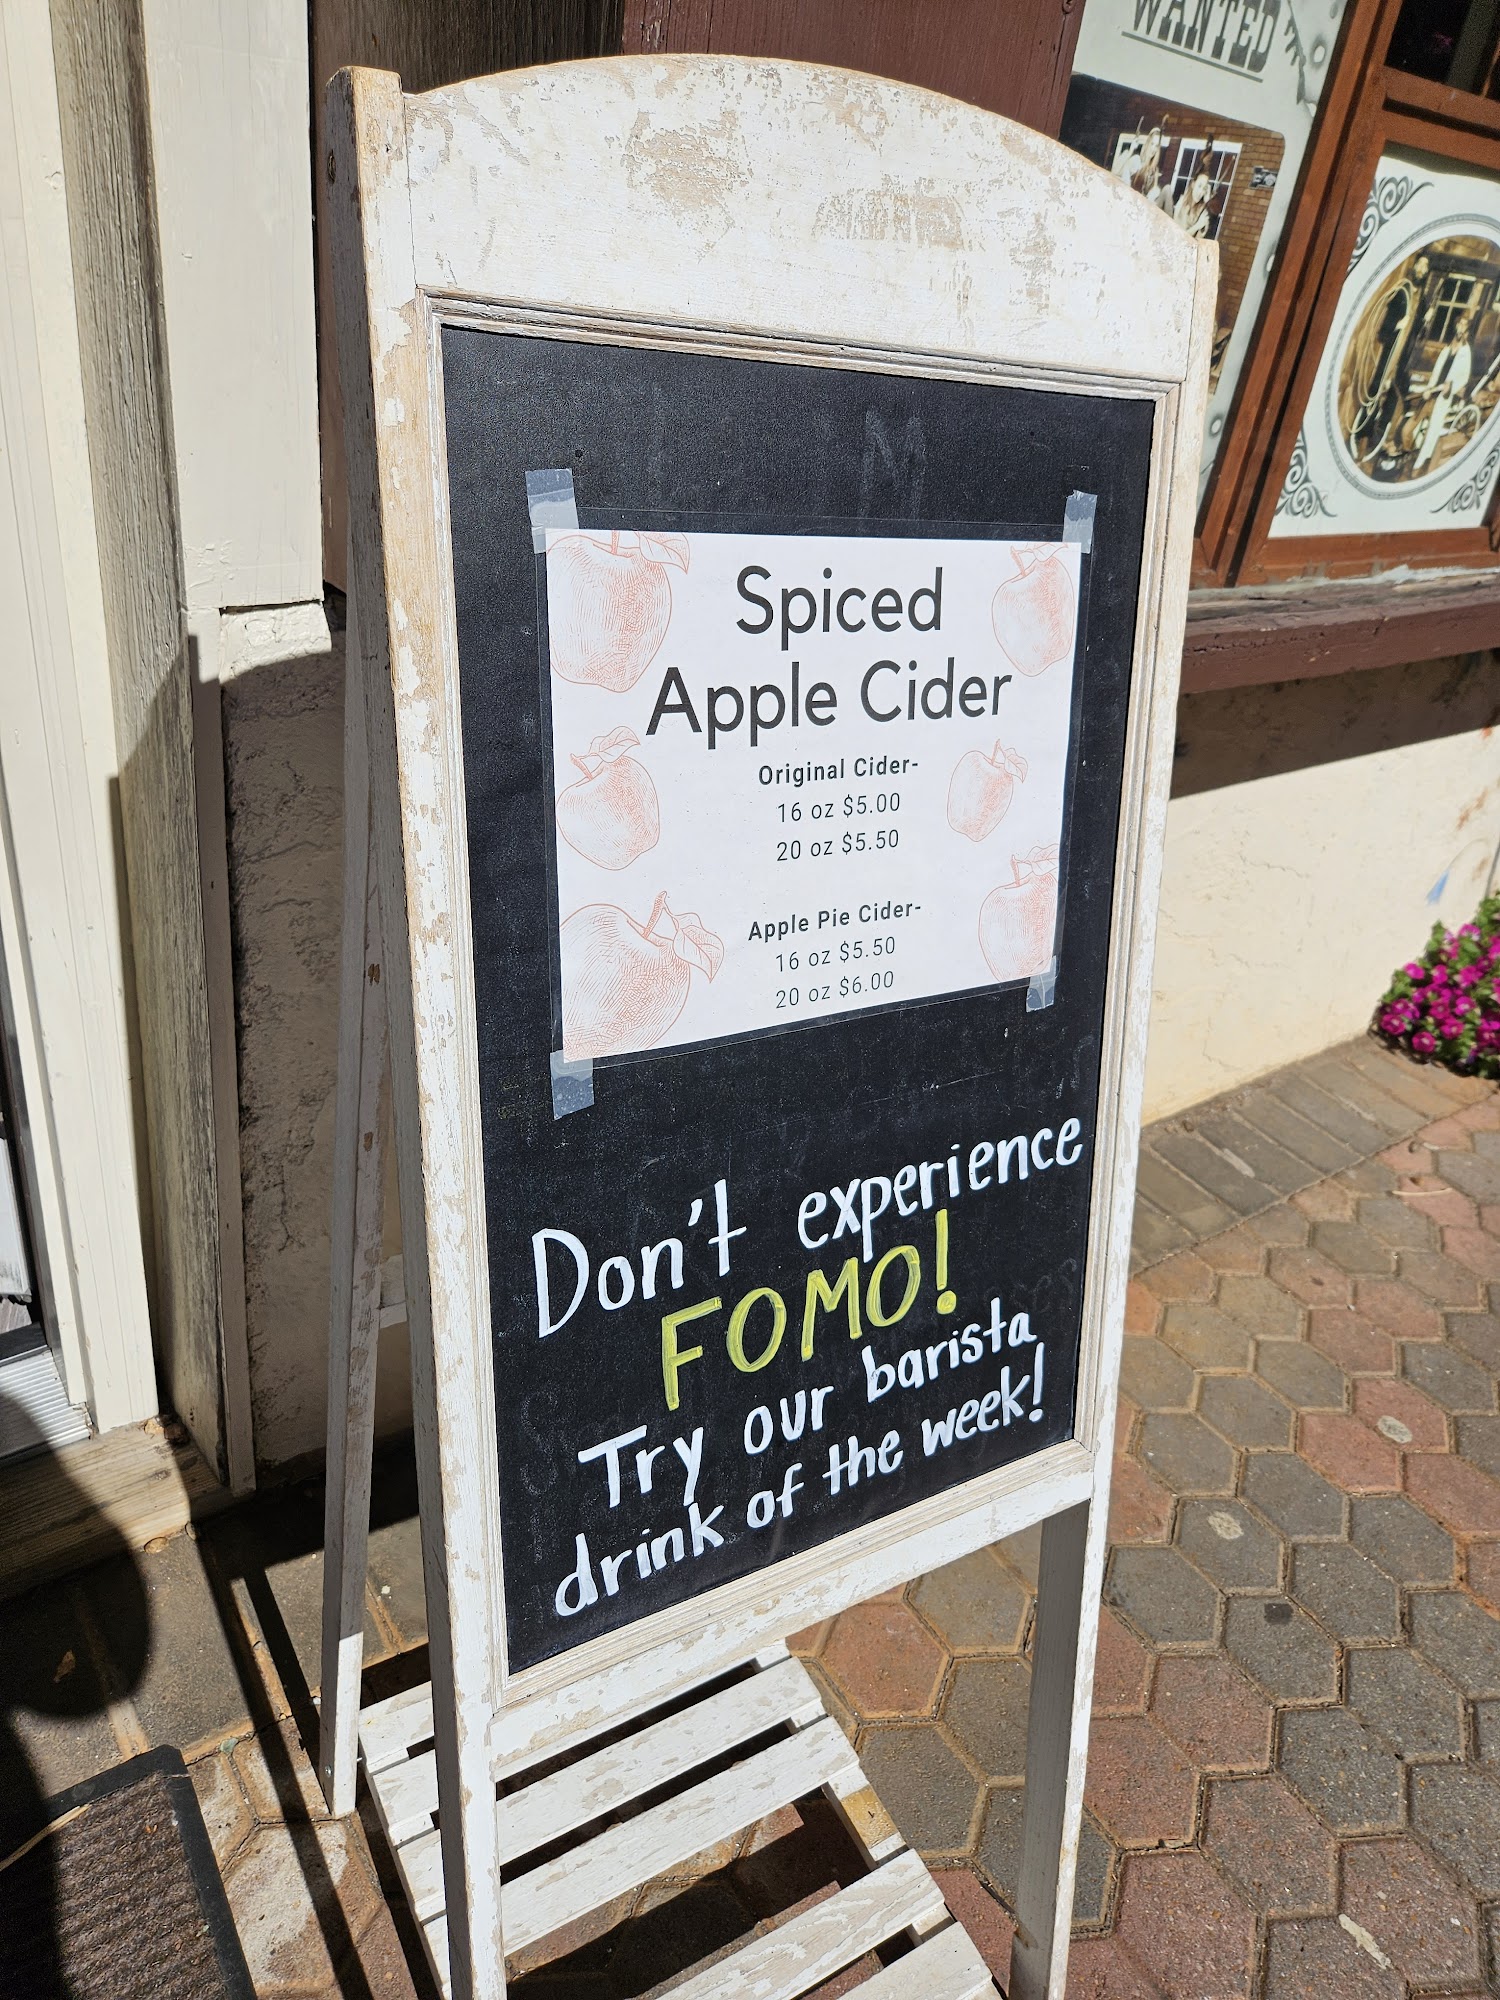 WANTED
Spiced
Apple Cider
Original Cider-
16 oz $5.00
20 oz $5.50
Apple Pie Cider-
16 oz $5.50
20 oz $6.00
Don't experience
FOMO!
Try our barista
drink of the week!